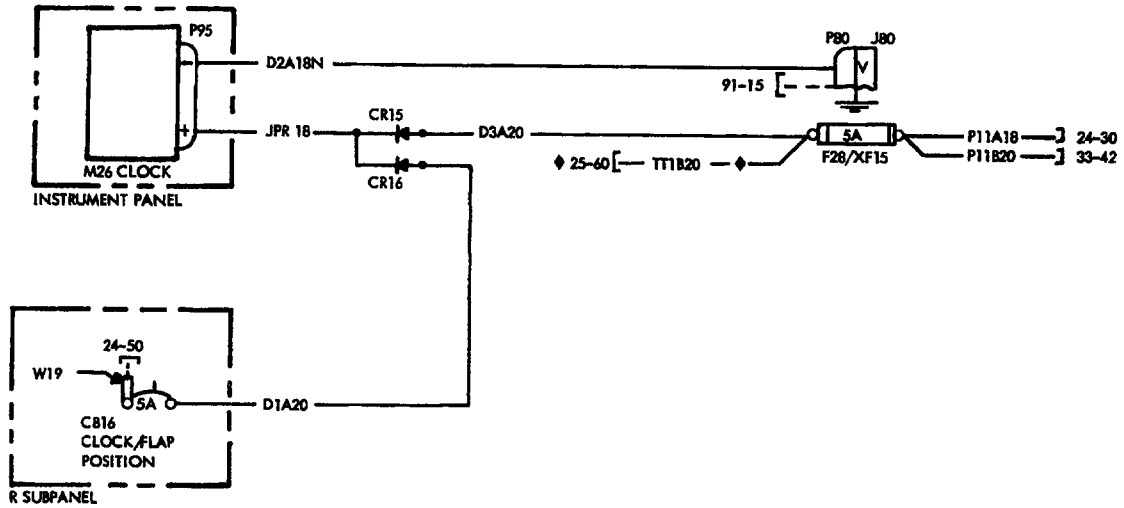 P95
P80 J80
D2A18N
V
91-15
CR15
+
JPR 18
D3A20
5A
P11A18
24-30
F28/XF15
P11B20
33-42
25-60
TT1B20
M26 CLOCK
CR16
INSTRUMENT PANEL
24-50
W19
5A
D1A20
CB16
CLOCK/FLAP
POSITION
R SUBPANEL